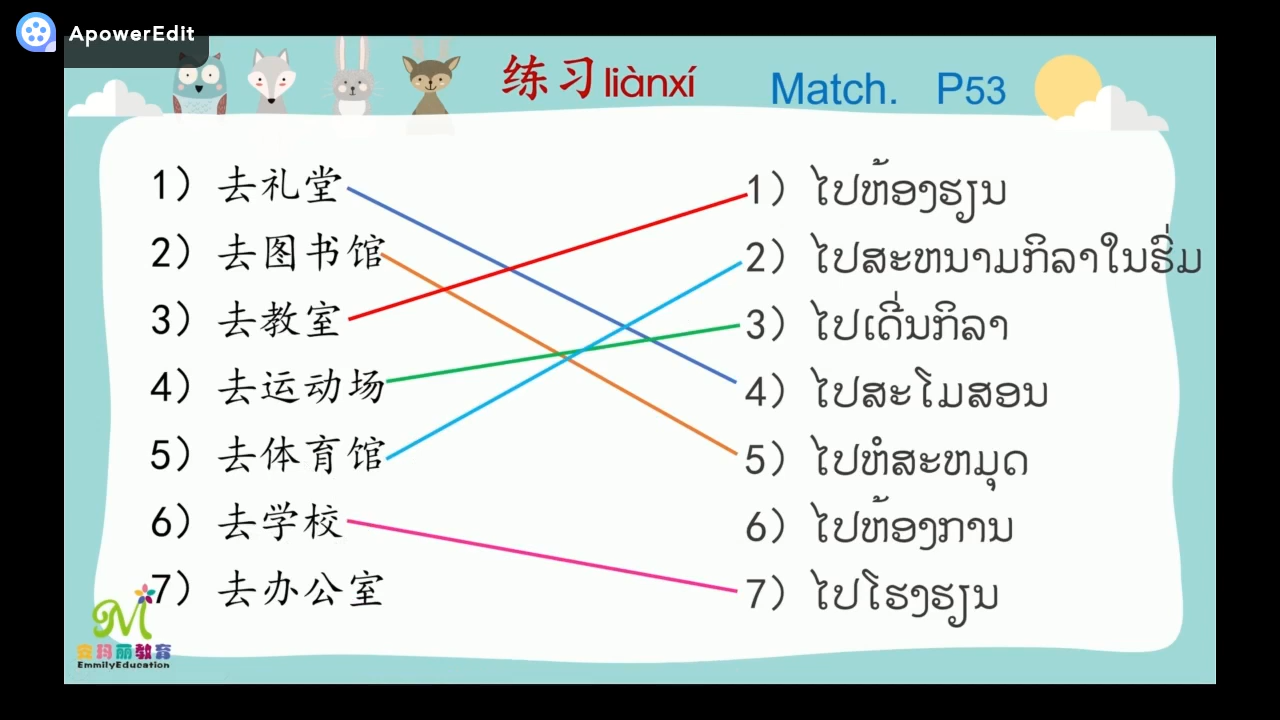 ApowerEdit
练习 liànxí Match. P53
1）去礼堂
2）去图书馆
3）去教室
4）去运动场
5）去体育馆
6）去学校
7）去办公室
1）ໄປຫ້ອງຮຽນ
2）ໄປສະຫນາມກິລາໃນຮົ່ມ
3）ໄປເດີ່ນກິລາ
4）ໄປສະໂມສອນ
5）ໄປຫໍສະຫມຸດ
6）ໄປຫ້ອງການ
7）ໄປໂຮງຮຽນ
M
安玛丽教育
EmmilyEducation